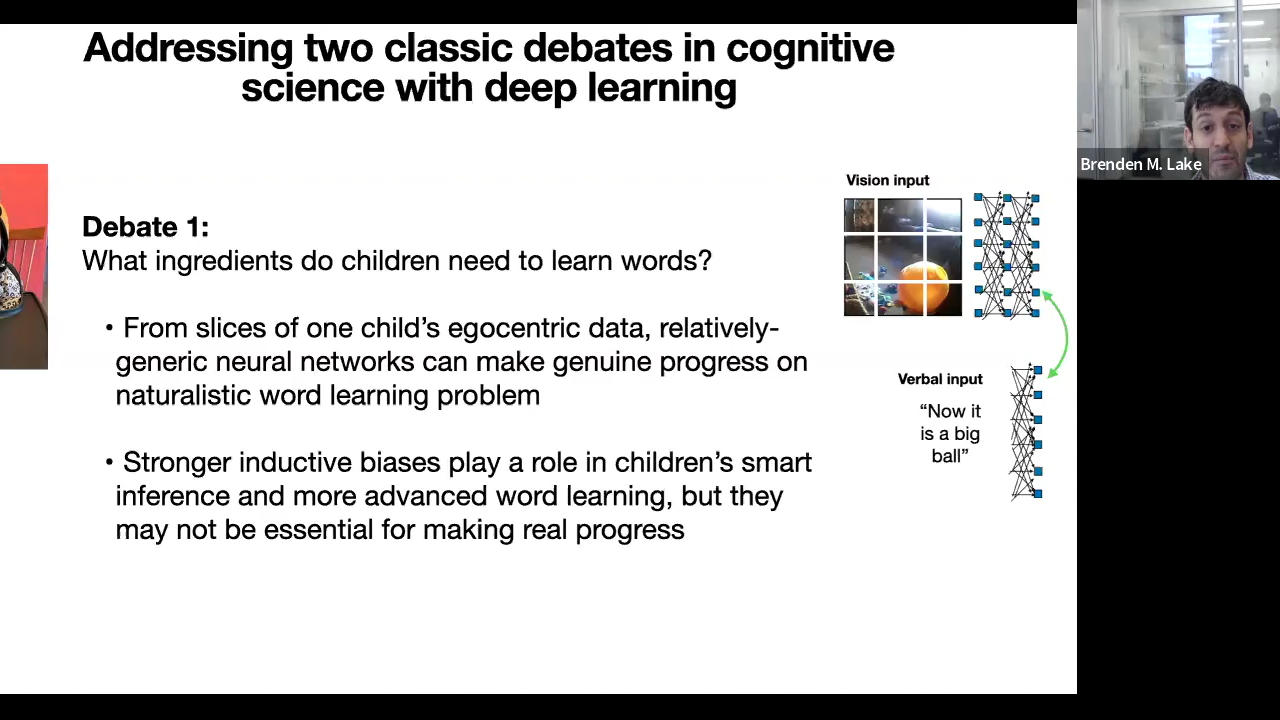 Addressing two classic debates in cognitive
science with deep learning
Debate 1:
What ingredients do children need to learn words?
• From slices of one child’s egocentric data, relatively-
generic neural networks can make genuine progress on
naturalistic word learning problem
• Stronger inductive biases play a role in children’s smart
inference and more advanced word learning, but they
may not be essential for making real progress
Vision input
Verbal input
“Now it
is a big
ball”
Brenden M. Lake